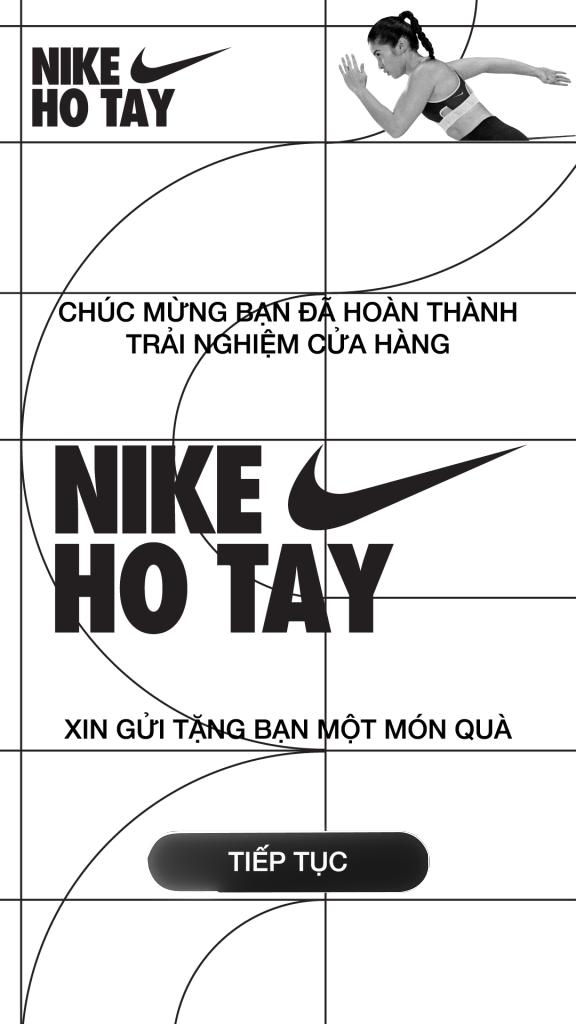 NIKE
HO TAY
CHÚC MỪNG BẠN ĐÃ HOÀN THÀNH
TRẢI NGHIỆM CỬA HÀNG
NIKE
HO TAY
XIN GỬI TẶNG BẠN MỘT MÓN QUÀ
TIẾP TỤC